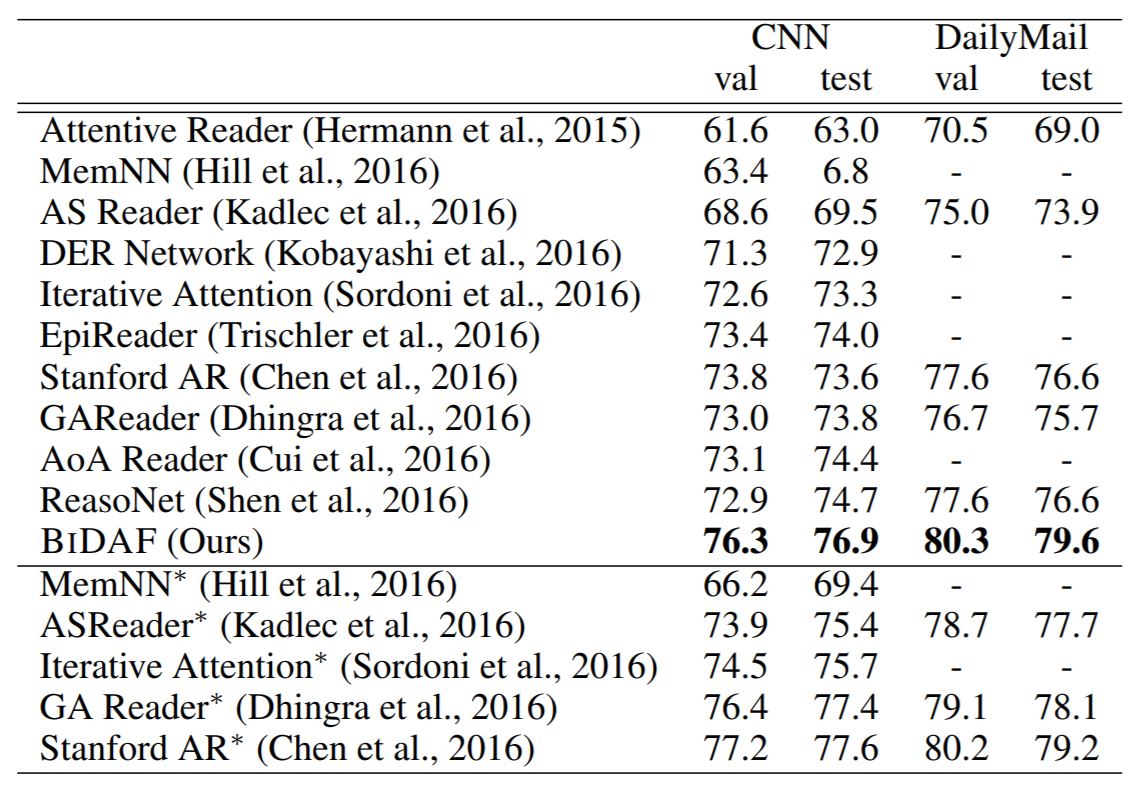 CNN DailyMail
val test val test
Attentive Reader (Hermann et al., 2015) 61.6 63.0 70.5 69.0
MemNN (Hill et al., 2016) 63.4 6.8 - -
AS Reader (Kadlec et al., 2016) 68.6 69.5 75.0 73.9
DER Network (Kobayashi et al., 2016) 71.3 72.9 - -
Iterative Attention (Sordoni et al., 2016) 72.6 73.3 - -
EpiReader (Trischler et al., 2016) 73.4 74.0 - -
Stanford AR (Chen et al., 2016) 73.8 73.6 77.6 76.6
GAReader (Dhingra et al., 2016) 73.0 73.8 76.7 75.7
AoA Reader (Cui et al., 2016) 73.1 74.4 - -
ReasoNet (Shen et al., 2016) 72.9 74.7 77.6 76.6
BIDAF (Ours) 76.3 76.9 80.3 79.6
MemNN* (Hill et al., 2016) 66.2 69.4 - -
ASReader* (Kadlec et al., 2016) 73.9 75.4 78.7 77.7
Iterative Attention* (Sordoni et al., 2016) 74.5 75.7 - -
GA Reader* (Dhingra et al., 2016) 76.4 77.4 79.1 78.1
Stanford AR* (Chen et al., 2016) 77.2 77.6 80.2 79.2